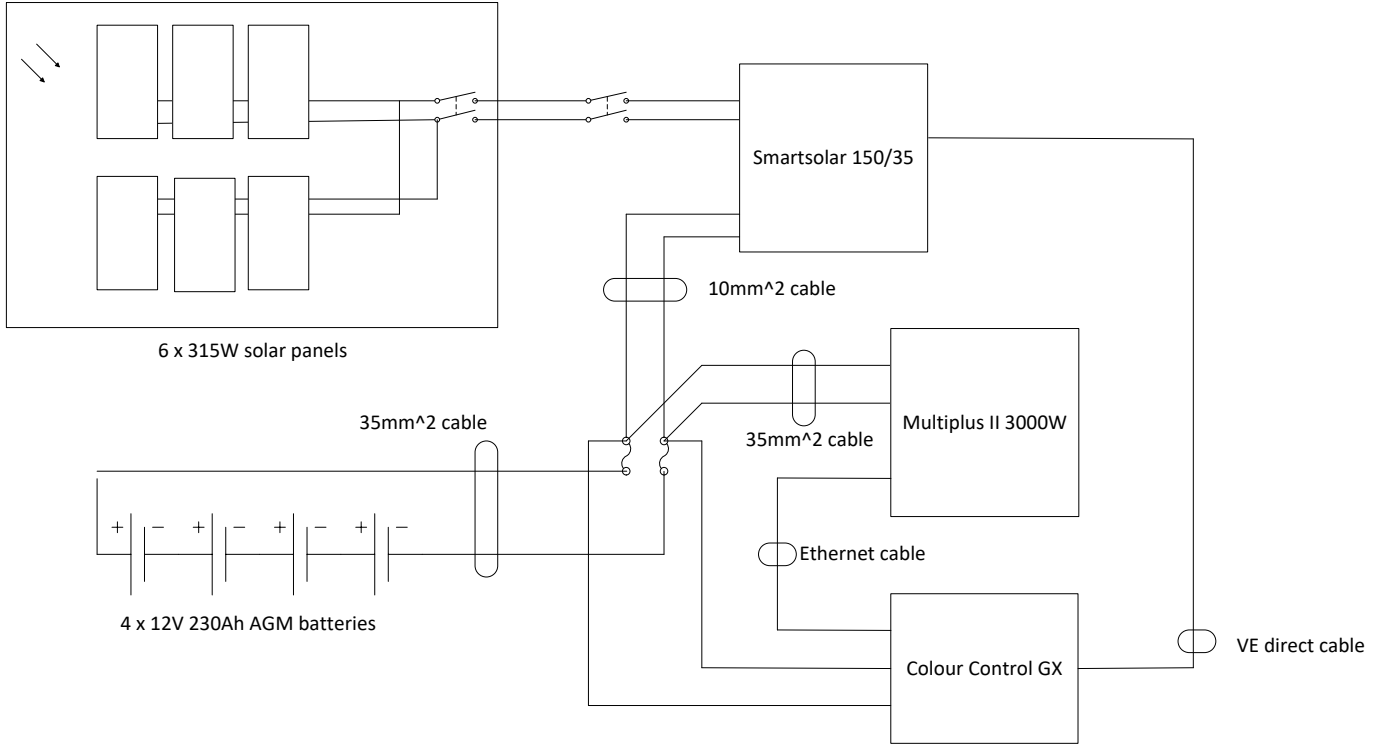 Smartsolar 150/35
10mm^2 cable
6 x 315W solar panels
35mm^2 cable
35mm^2 cable
Multiplus II 3000W
+ − + − + − + −
Ethernet cable
4 x 12V 230Ah AGM batteries
VE direct cable
Colour Control GX